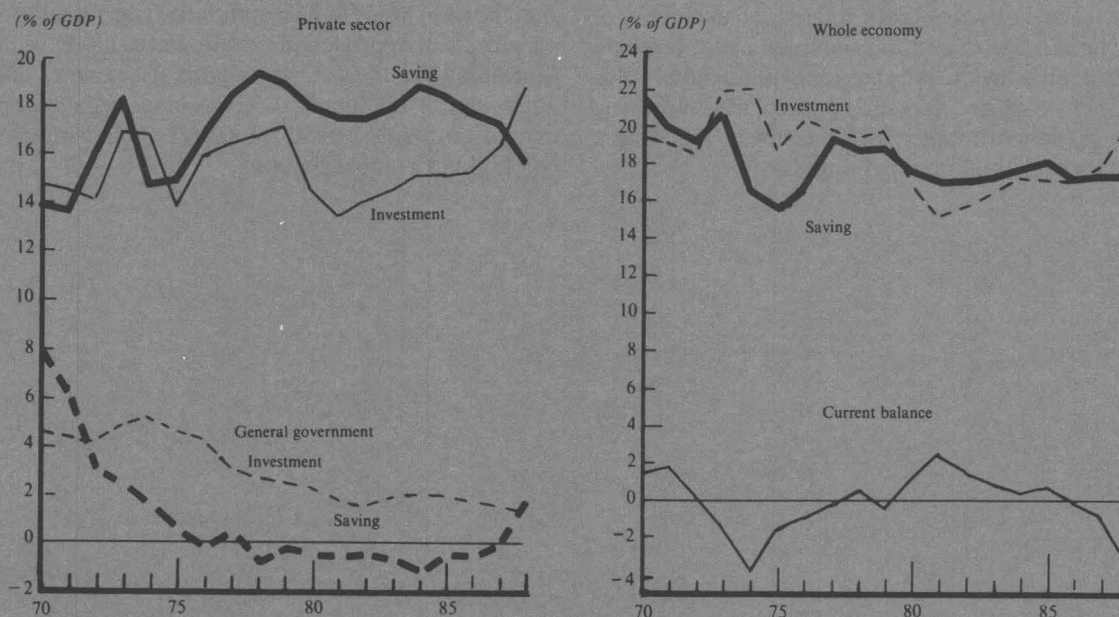 (% of GDP)
Private sector
20
18
16
14
12
10
8
6
4
2
0
−2
Saving
Investment
General government
Investment
Saving
70
75
80
85
(% of GDP)
Whole economy
24
22
20
18
16
14
12
10
8
6
4
2
0
−2
−4
Investment
Saving
Current balance
70
75
80
85